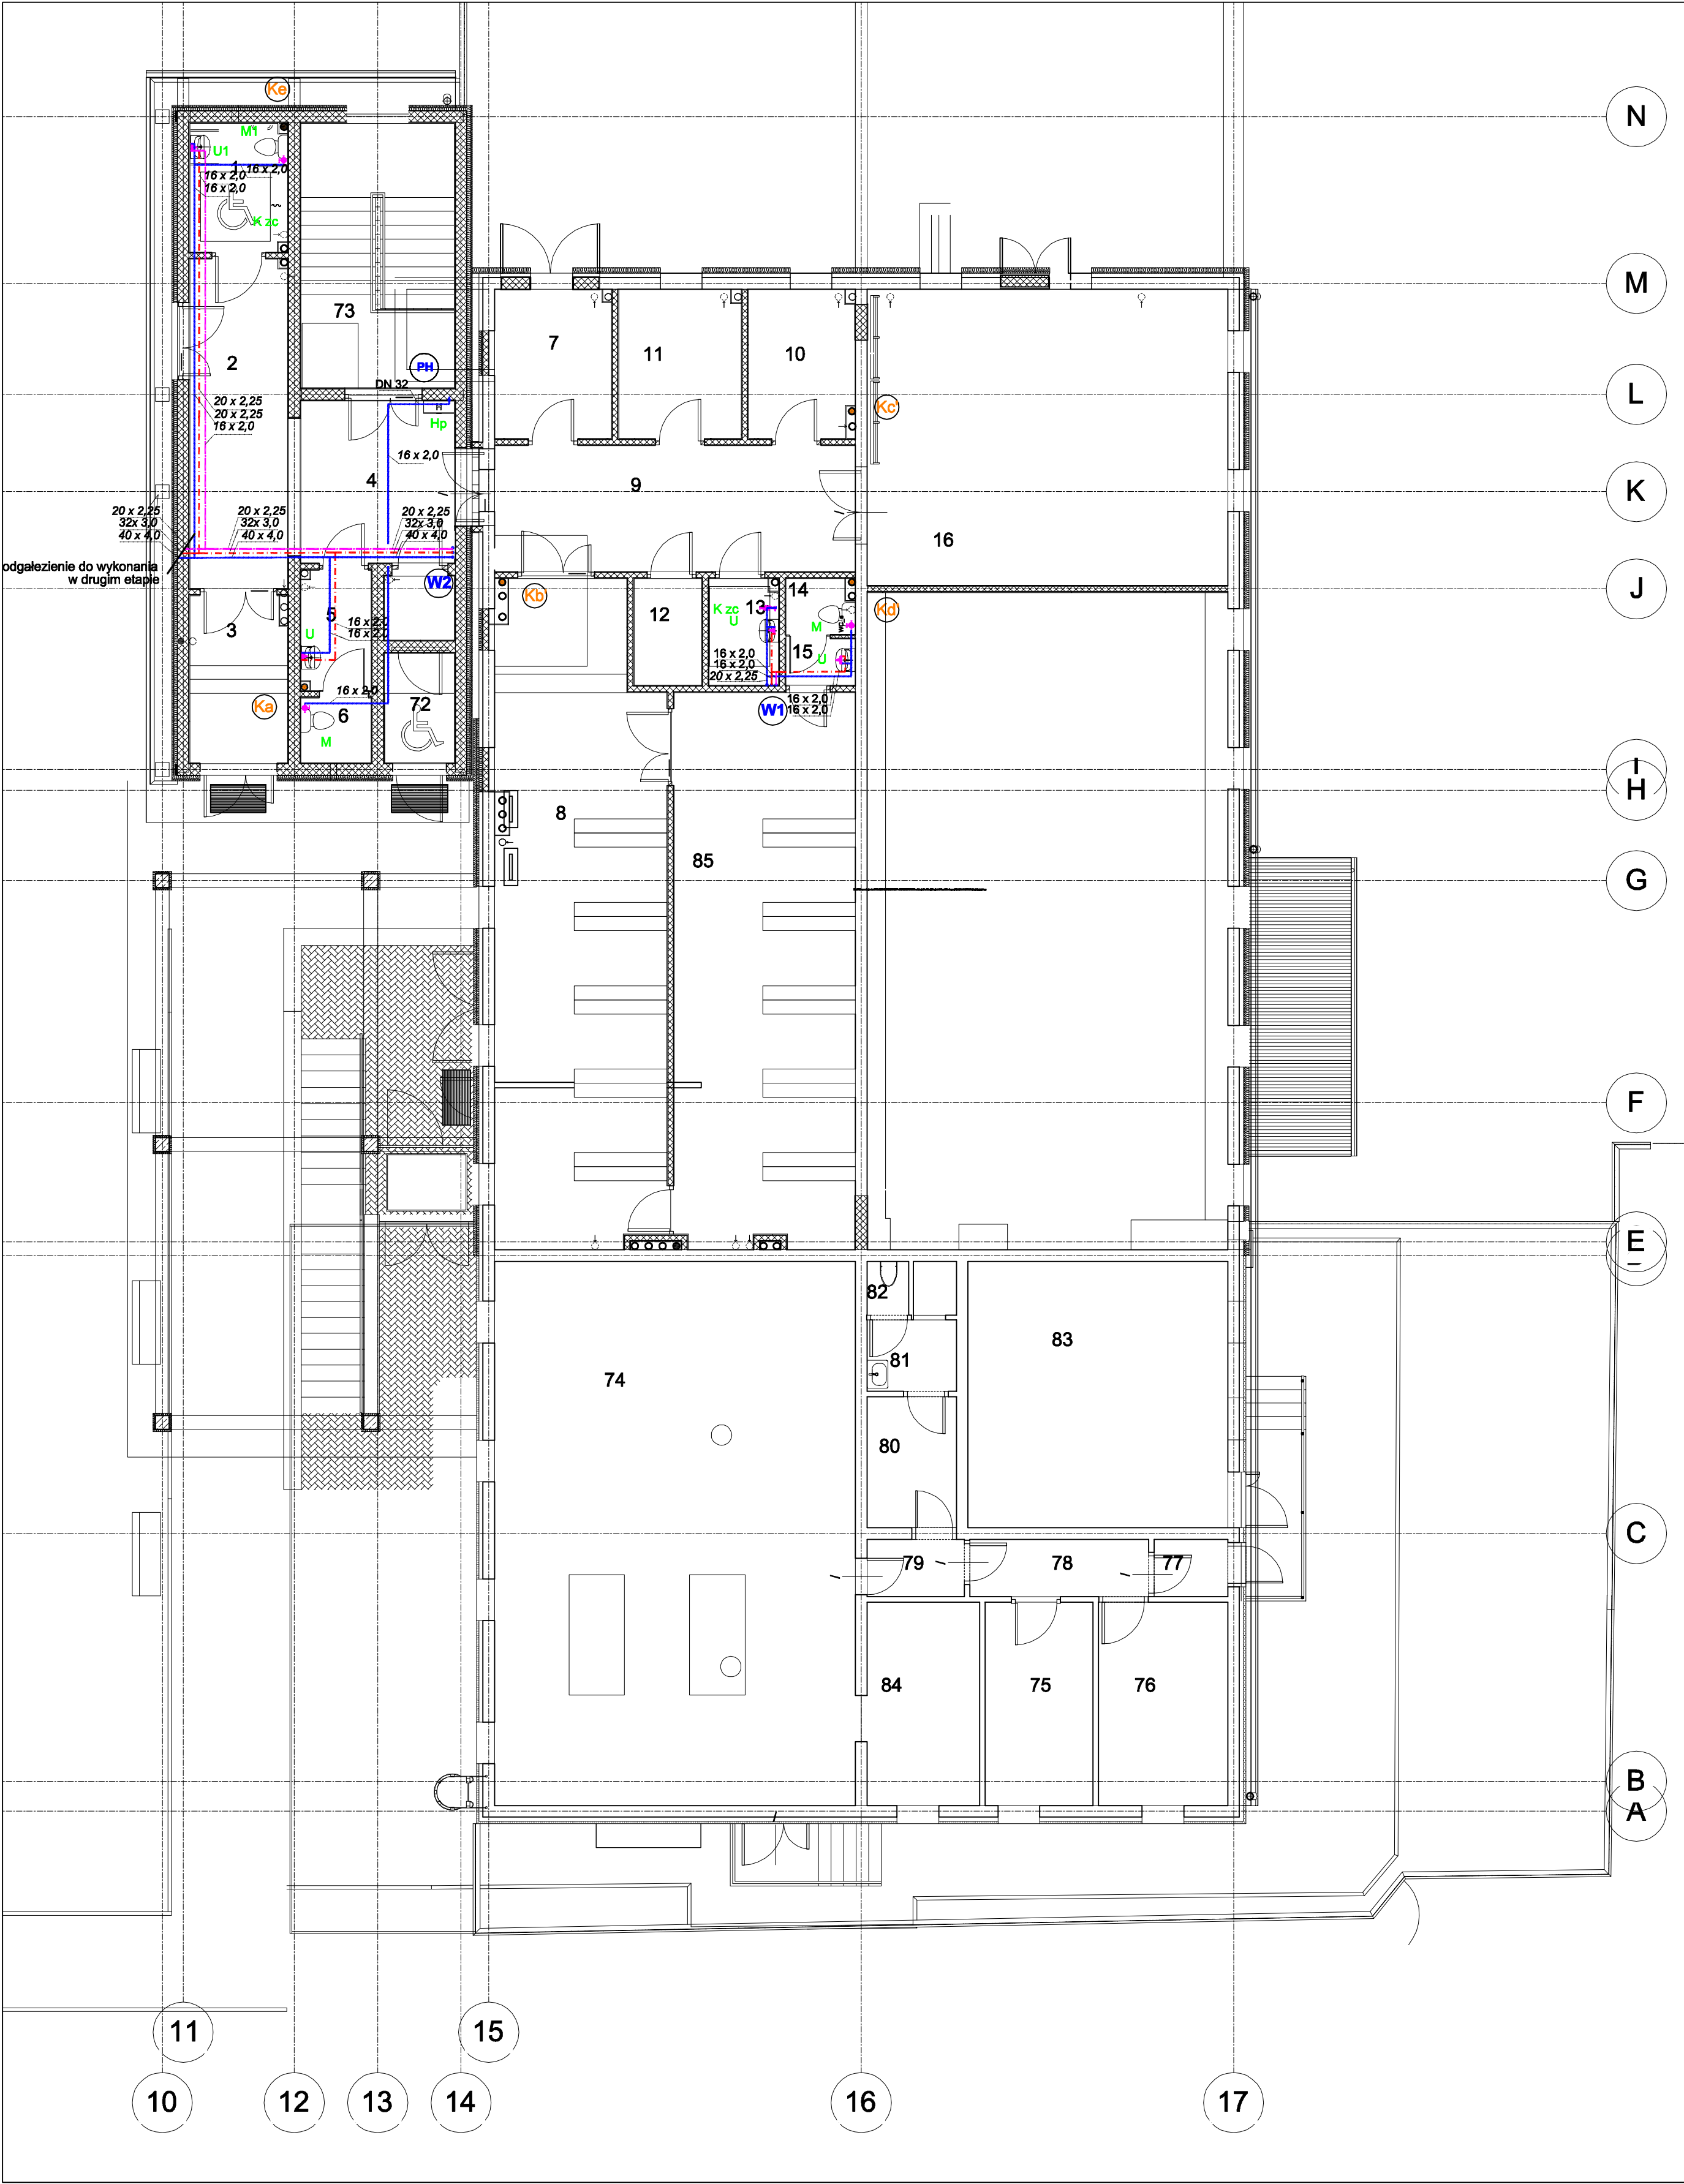 Ke
N
M1
U1
1
16 x 2,0
16 x 2,0
16 x 2,0
K zc
M
73
7
11
10
2
PH
DN 32
L
20 x 2,25
20 x 2,25
16 x 2,0
H
Hp
Kc'
16 x 2,0
4
9
K
20 x 2,25
32x 3,0
40 x 4,0
20 x 2,25
32x 3,0
40 x 4,0
20 x 2,25
32x 3,0
40 x 4,0
16
odgałezienie do wykonania
w drugim etapie
W2
Kb
J
14
12
K zc
13
U
Kd'
3
5
U
16 x 2,0
16 x 2,0
M
15
U
16 x 2,0
16 x 2,0
20 x 2,25
16 x 2,0
Ka
6
72
W1
16 x 2,0
16 x 2,0
M
I
H
8
85
G
F
E
82
81
83
74
80
C
79
78
77
84
75
76
B
A
11
15
10
12
13
14
16
17